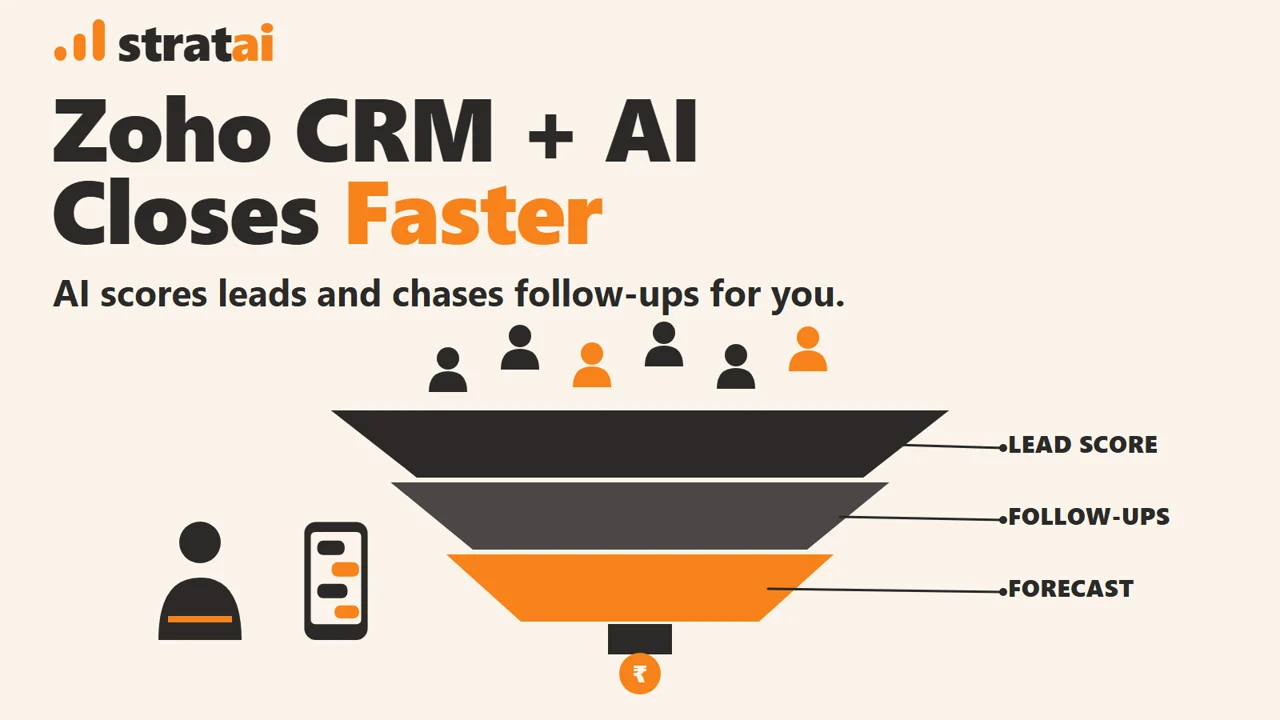 stratai
Zoho CRM + AI
Closes Faster
AI scores leads and chases follow-ups for you.
LEAD SCORE
FOLLOW-UPS
FORECAST
₹